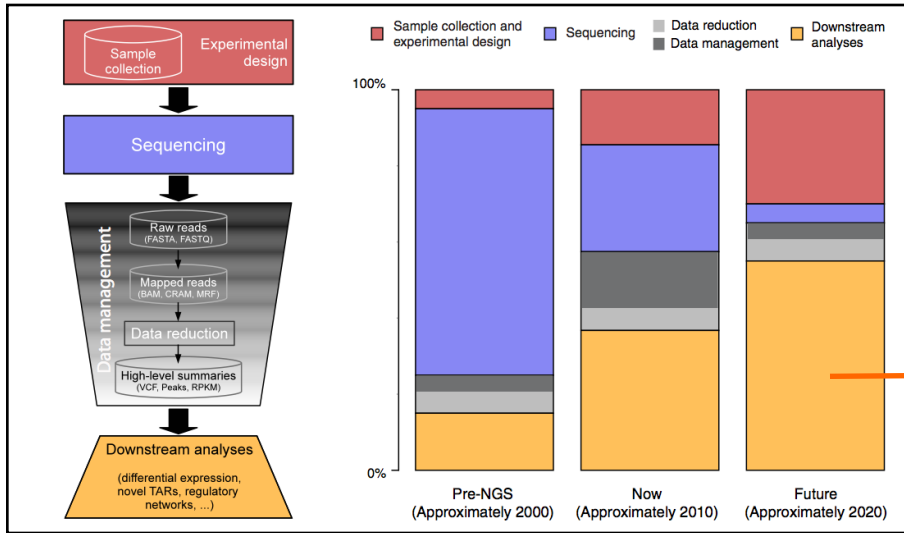 Sample
collection
Experimental
design
Sequencing
Data management
Raw reads
(FASTA, FASTQ)
Mapped reads
(BAM, CRAM, MRF)
Data reduction
High-level summaries
(VCF, Peaks, RPKM)
Downstream analyses
(differential expression,
novel TARs, regulatory
networks, ...)
Sample collection and
experimental design
Sequencing
Data reduction
Data management
Downstream
analyses
100%
0%
Pre-NGS
(Approximately 2000)
Now
(Approximately 2010)
Future
(Approximately 2020)